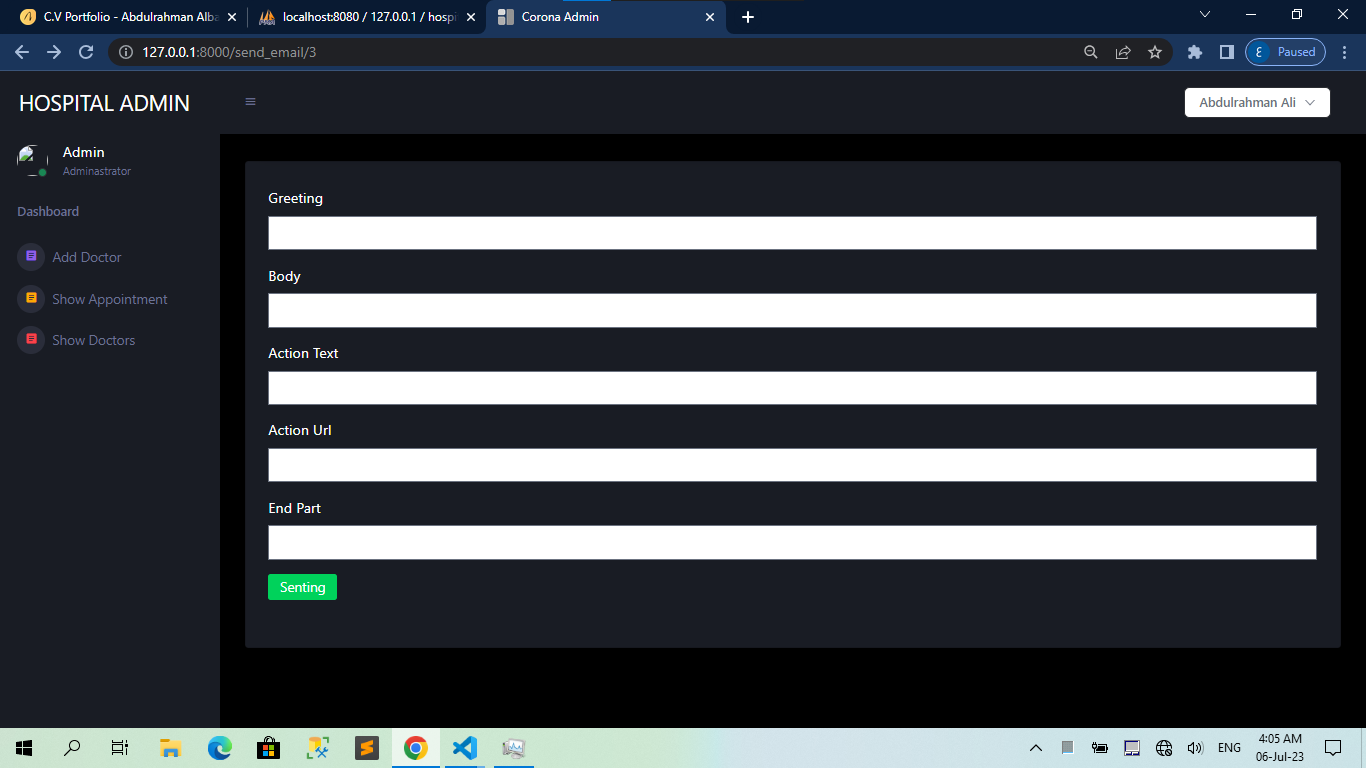 C.V Portfolio - Abdulrahman Alba
localhost:8080 / 127.0.0.1 / hospi
Corona Admin
127.0.0.1:8000/send_email/3
Paused
HOSPITAL ADMIN
Abdulrahman Ali
Admin
Adminastrator
Dashboard
Add Doctor
Show Appointment
Show Doctors
Greeting
Body
Action Text
Action Url
End Part
Senting
ENG
4:05 AM
06-Jul-23